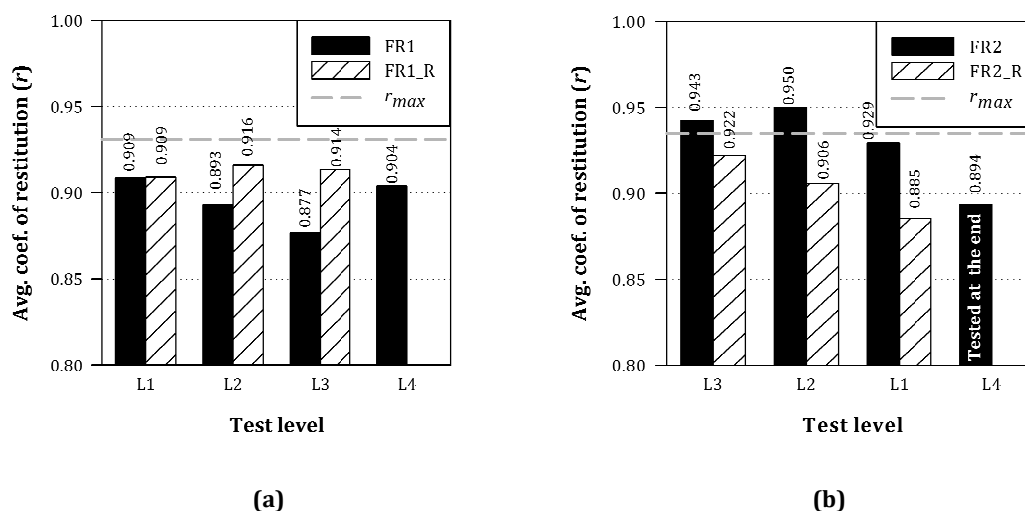 1.00
0.95
0.90
0.85
0.80
Avg. coef. of restitution (r)
FR1
FR1_R
r_max
0.909
0.909
0.893
0.916
0.877
0.914
0.904
L1 L2 L3 L4
Test level
(a)
1.00
0.95
0.90
0.85
0.80
Avg. coef. of restitution (r)
FR2
FR2_R
r_max
0.943
0.922
0.950
0.906
0.929
0.885
0.894
Tested at the end
L3 L2 L1 L4
Test level
(b)